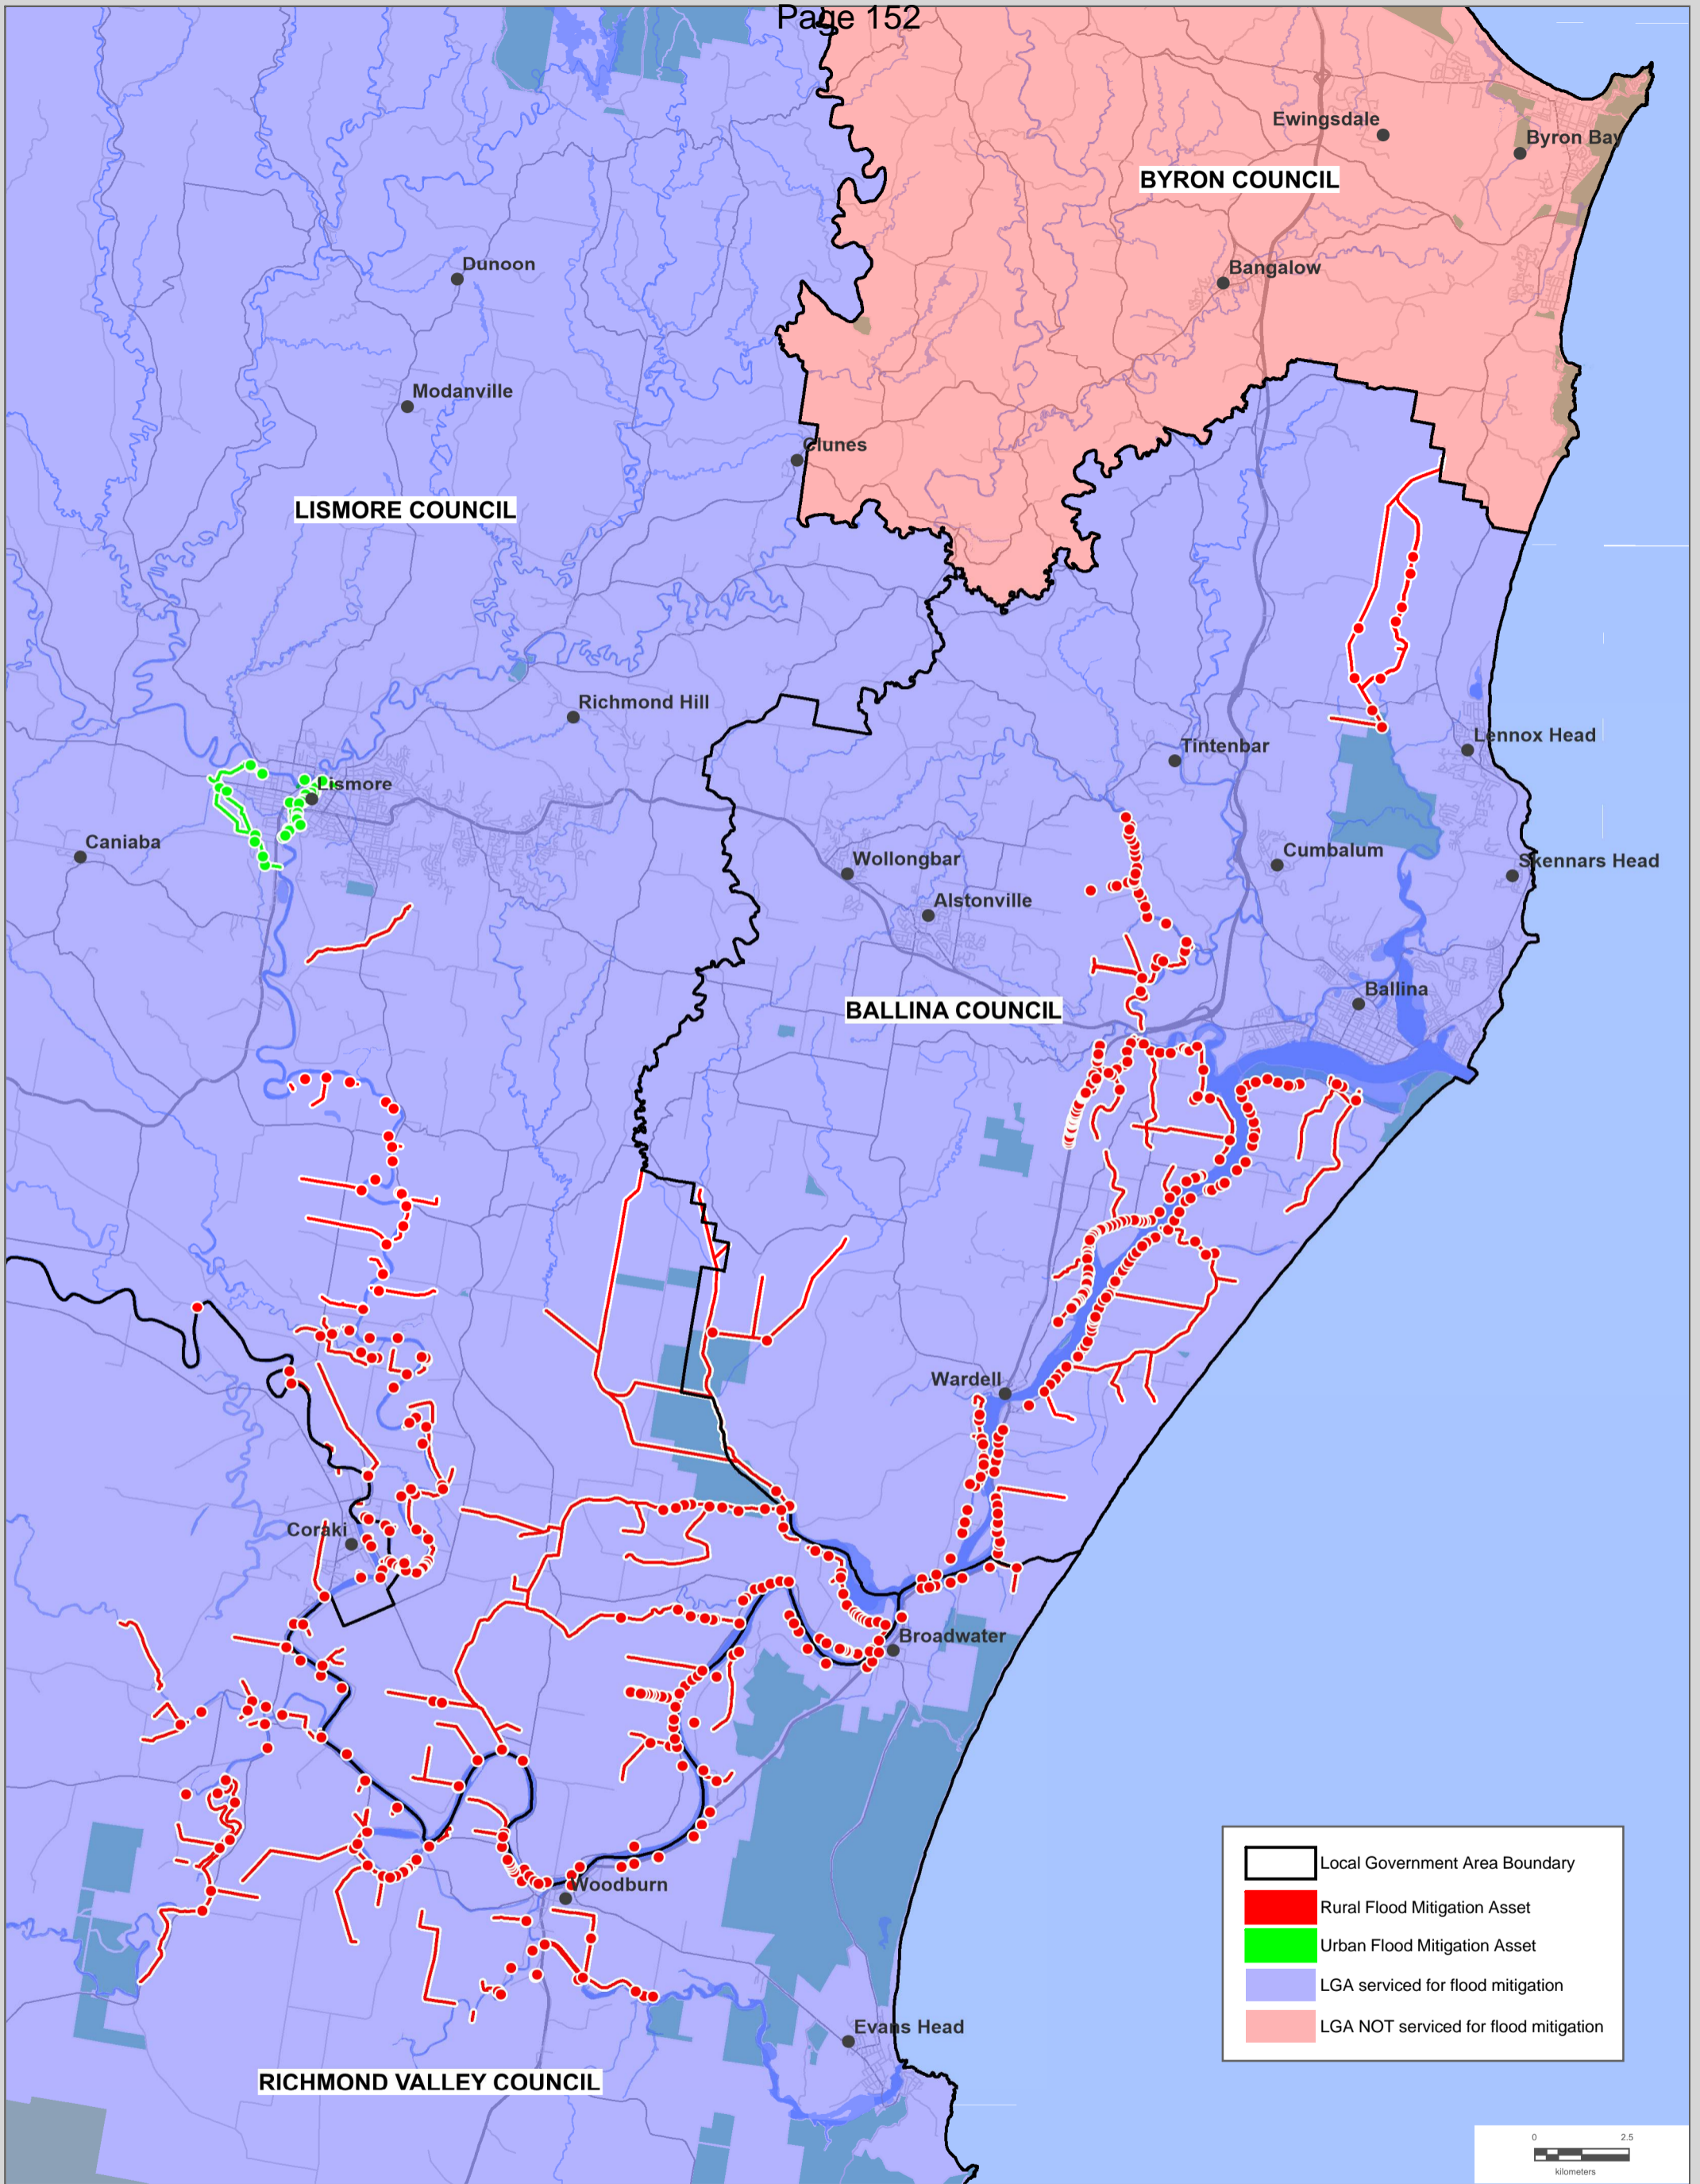 Page 152
Ewingsdale
Byron Bay
BYRON COUNCIL
Dunoon
Bangalow
Modanville
Clunes
LISMORE COUNCIL
Richmond Hill
Lennox Head
Tintenbar
Lismore
Caniaba
Wollongbar
Cumbalum
Skennars Head
Alstonville
Ballina
BALLINA COUNCIL
Wardell
Coraki
Broadwater
Woodburn
Evans Head
RICHMOND VALLEY COUNCIL
Local Government Area Boundary
Rural Flood Mitigation Asset
Urban Flood Mitigation Asset
LGA serviced for flood mitigation
LGA NOT serviced for flood mitigation
0 2.5
kilometers